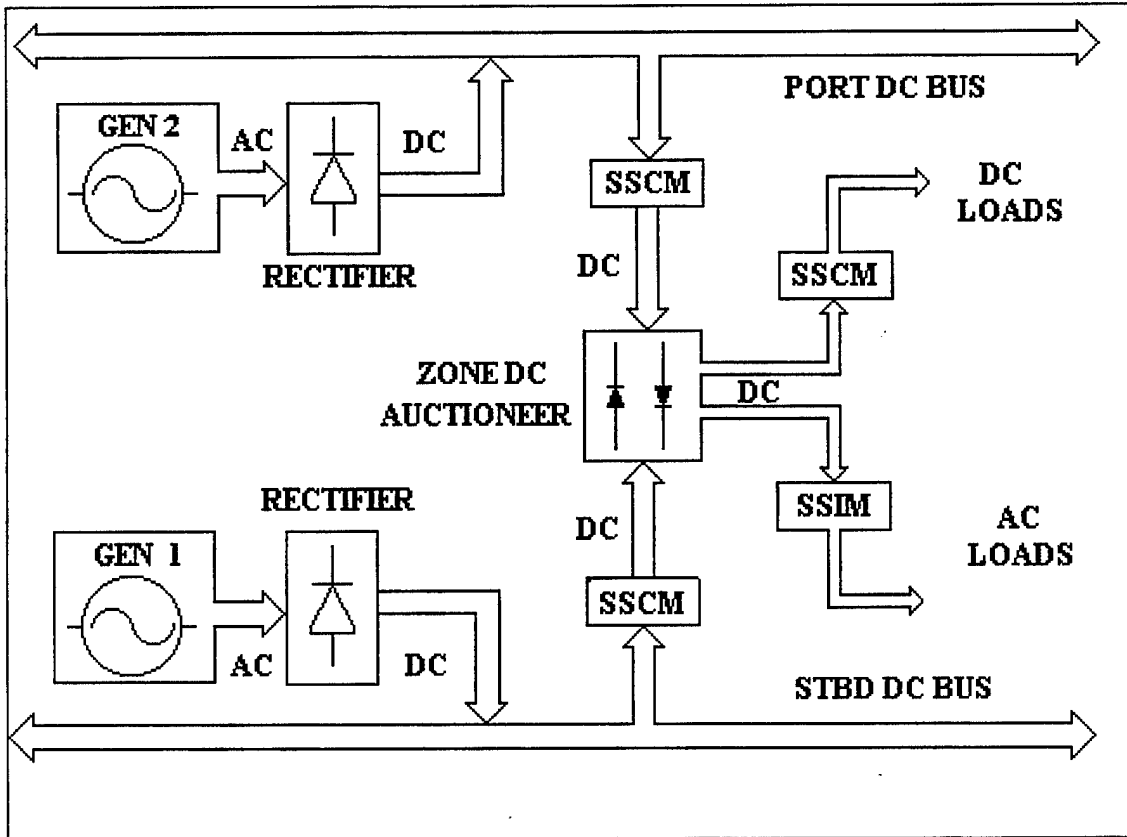 PORT DC BUS
GEN 2
AC
DC
RECTIFIER
SSCM
DC
DC
LOADS
SSCM
ZONE DC
AUCTIONEER
DC
RECTIFIER
GEN 1
AC
DC
DC
SSCM
SSIM
AC
LOADS
STBD DC BUS